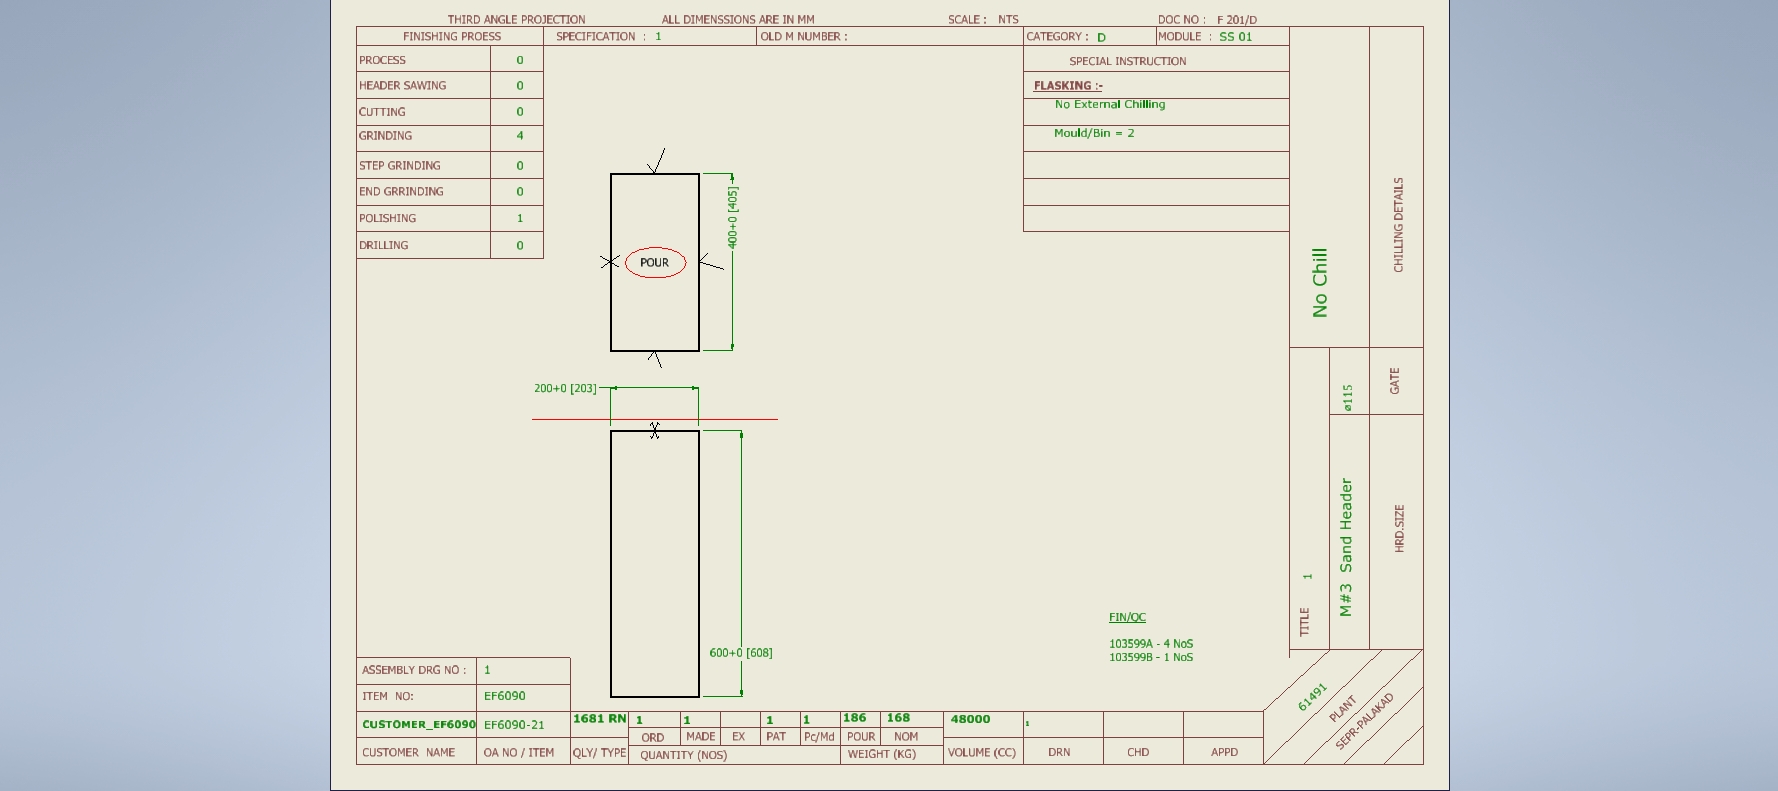 THIRD ANGLE PROJECTION ALL DIMENSSIONS ARE IN MM SCALE : NTS DOC NO : F 201/D
FINISHING PROESS SPECIFICATION : 1 OLD M NUMBER : CATEGORY : D MODULE : SS 01
PROCESS 0
HEADER SAWING 0
CUTTING 0
GRINDING 4
STEP GRINDING 0
END GRRINDING 0
POLISHING 1
DRILLING 0
SPECIAL INSTRUCTION
FLASKING :-
No External Chilling
Mould/Bin = 2
400+0 [405]
POUR
200+0 [203]
600+0 [608]
No Chill
CHILLING DETAILS
ø115
GATE
M#3 Sand Header
HRD.SIZE
TITLE 1
FIN/QC
103599A - 4 NoS
103599B - 1 NoS
61491
PLANT
SEPR-PALAKAD
ASSEMBLY DRG NO : 1
ITEM NO: EF6090
CUSTOMER_EF6090 EF6090-21 1681 RN 1 1 1 1 186 168 48000 1
ORD MADE EX PAT Pc/Md POUR NOM
CUSTOMER NAME OA NO / ITEM QLY/ TYPE QUANTITY (NOS) WEIGHT (KG) VOLUME (CC) DRN CHD APPD